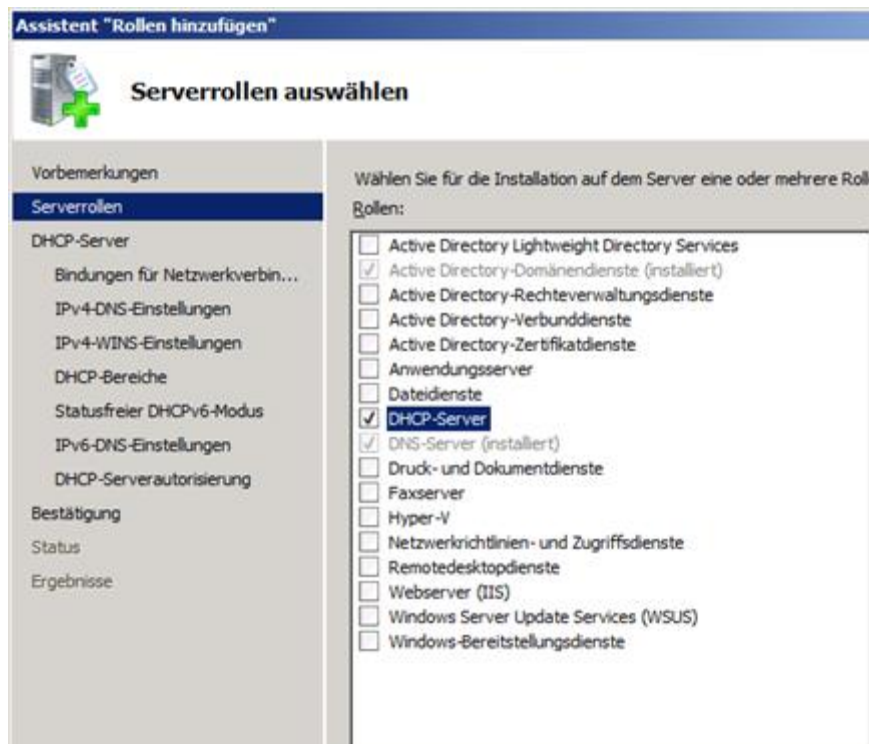 Assistent "Rollen hinzufügen"
Serverrollen auswählen
Vorbemerkungen
Serverrollen
DHCP-Server
Bindungen für Netzwerkverbin...
IPv4-DNS-Einstellungen
IPv4-WINS-Einstellungen
DHCP-Bereiche
Statusfreier DHCPv6-Modus
IPv6-DNS-Einstellungen
DHCP-Serverautorisierung
Bestätigung
Status
Ergebnisse
Wählen Sie für die Installation auf dem Server eine oder mehrere Roll
Rollen:
Active Directory Lightweight Directory Services
Active Directory-Domänendienste (installiert)
Active Directory-Rechteverwaltungsdienste
Active Directory-Verbunddienste
Active Directory-Zertifikatdienste
Anwendungsserver
Dateidienste
DHCP-Server
DNS-Server (installiert)
Druck- und Dokumentdienste
Faxserver
Hyper-V
Netzwerkrichtlinien- und Zugriffsdienste
Remotedesktopdienste
Webserver (IIS)
Windows Server Update Services (WSUS)
Windows-Bereitstellungsdienste